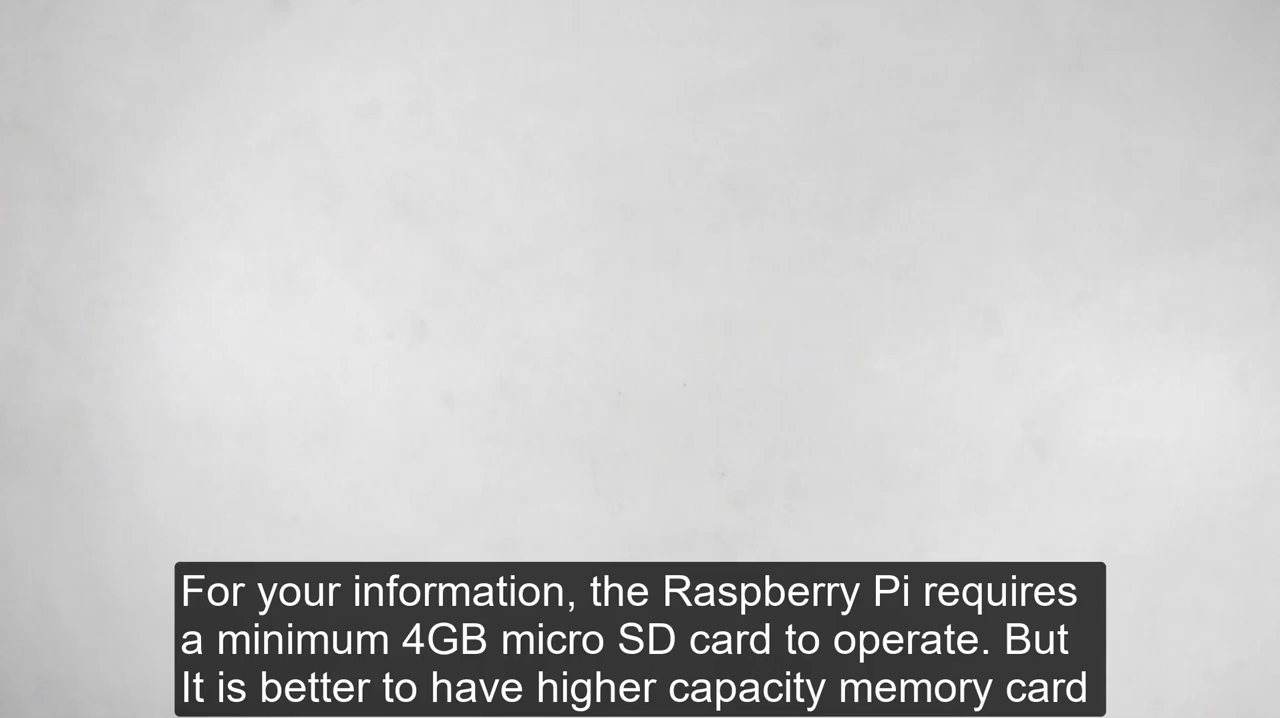 For your information, the Raspberry Pi requires
a minimum 4GB micro SD card to operate. But
It is better to have higher capacity memory card